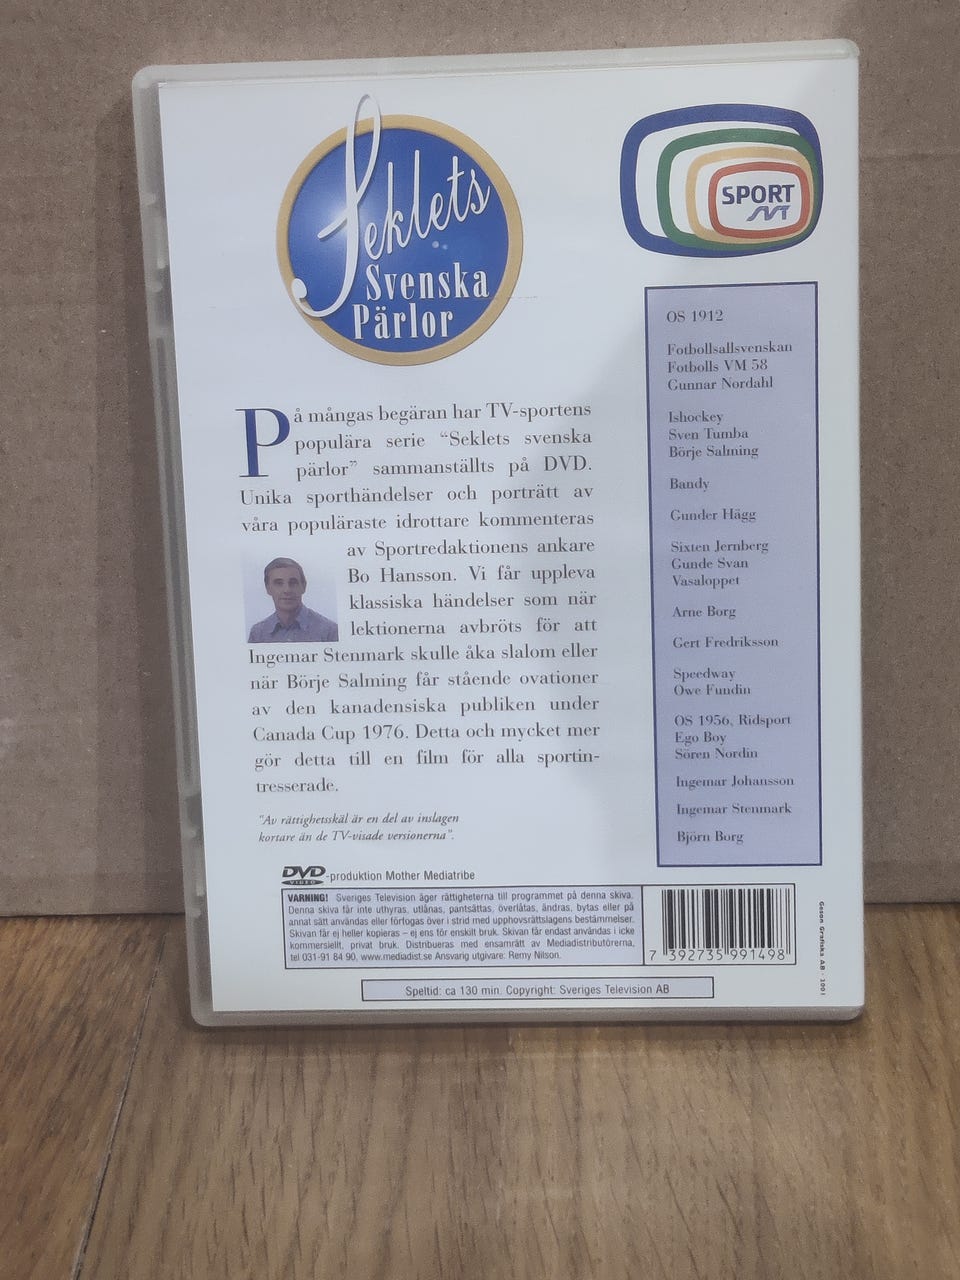 Seklets
Svenska
Pärlor
SPORT
SVT
På mångas begäran har TV-sportens
populära serie “Seklets svenska
pärlor” sammanställts på DVD.
Unika sporthändelser och porträtt av
våra populäraste idrottare kommenteras
av Sportredaktionens ankare
Bo Hansson. Vi får uppleva
klassiska händelser som när
lektionerna avbröts för att
Ingemar Stenmark skulle åka slalom eller
när Börje Salming får stående ovationer
av den kanadensiska publiken under
Canada Cup 1976. Detta och mycket mer
gör detta till en film för alla sportin-
tresserade.
“Av rättighetsskäl är en del av inslagen
kortare än de TV-visade versionerna”.
OS 1912
Fotbollsallsvenskan
Fotbolls VM 58
Gunnar Nordahl
Ishockey
Sven Tumba
Börje Salming
Bandy
Gunder Hägg
Sixten Jernberg
Gunde Svan
Vasaloppet
Arne Borg
Gert Fredriksson
Speedway
Owe Fundin
OS 1956, Ridsport
Ego Boy
Sören Nordin
Ingemar Johansson
Ingemar Stenmark
Björn Borg
DVD VIDEO -produktion Mother Mediatribe
VARNING! Sveriges Television äger rättigheterna till programmet på denna skiva.
Denna skiva får inte uthyras, utlånas, pantsättas, överlåtas, ändras, bytas eller på
annat sätt användas eller förfogas över i strid med upphovsrättslagens bestämmelser.
Skivan får ej heller kopieras – ej ens för enskilt bruk. Skivan får endast användas i icke
kommersiellt, privat bruk. Distribueras med ensamrätt av Mediadistributörerna,
tel 031-91 84 90, www.mediadist.se Ansvarig utgivare: Remy Nilson.
7 392735 991498
Speltid: ca 130 min. Copyright: Sveriges Television AB
Geson Grafiska AB - 1001